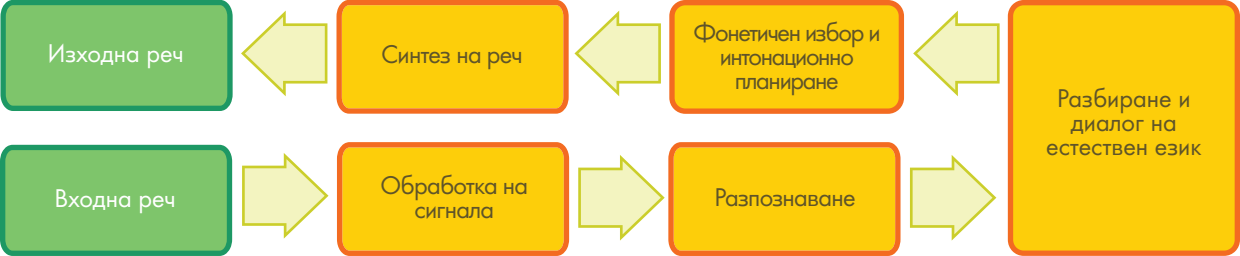 Изходна реч
Синтез на реч
Фонетичен избор и
интонационно
планиране
Разбиране и
диалог на
естествен език
Входна реч
Обработка на
сигнала
Разпознаване